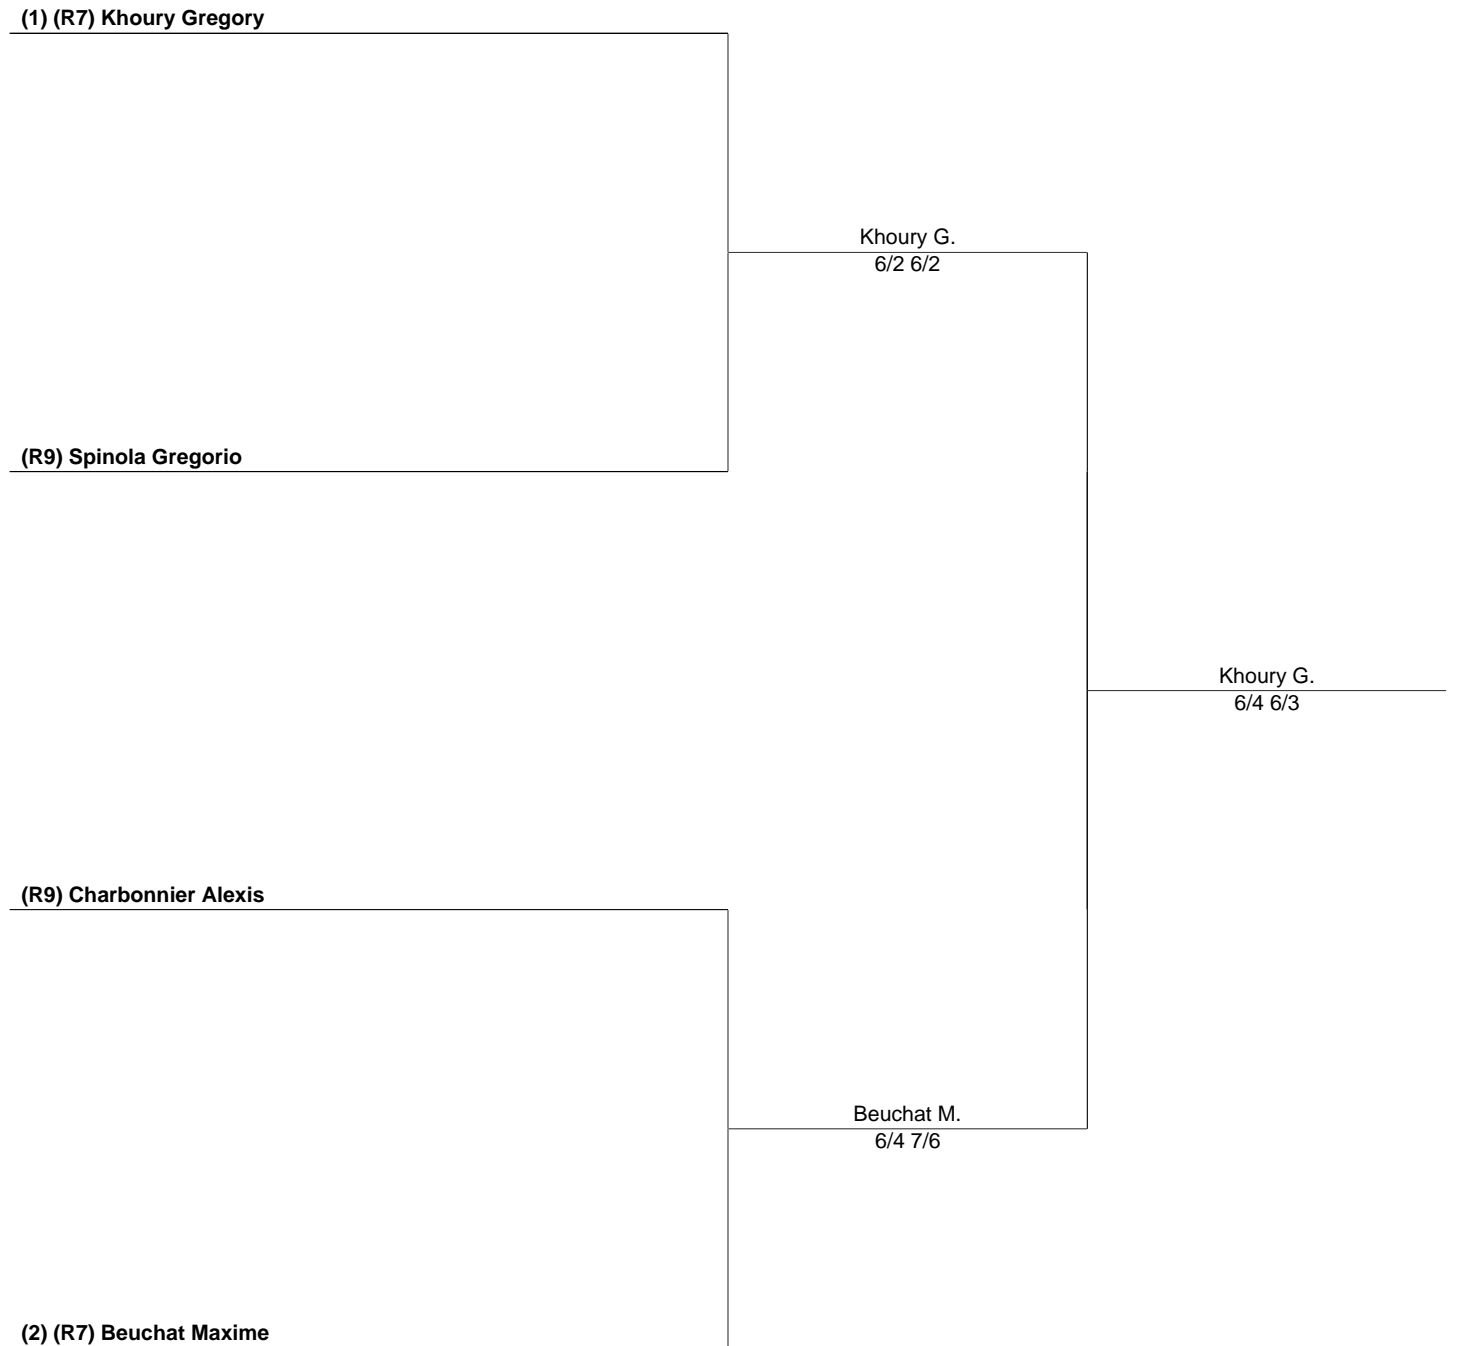 (1) (R7) Khoury Gregory
Khoury G.
6/2 6/2
(R9) Spinola Gregorio
Khoury G.
6/4 6/3
(R9) Charbonnier Alexis
Beuchat M.
6/4 7/6
(2) (R7) Beuchat Maxime